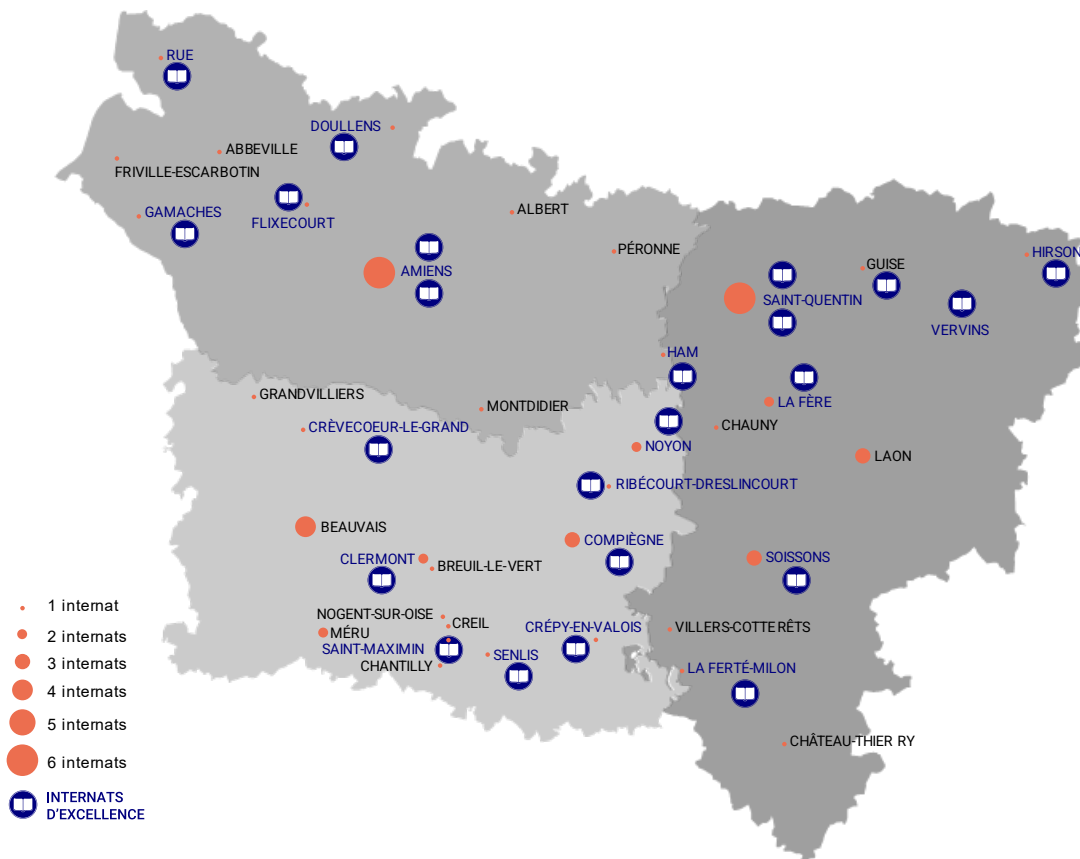 RUE
DOULLENS
ABBEVILLE
FRIVILLE-ESCARBOTIN
GAMACHES
FLIXECOURT
ALBERT
PÉRONNE
AMIENS
HIRSON
GUISE
SAINT-QUENTIN
VERVINS
HAM
LA FÈRE
GRANDVILLIERS
MONTDIDIER
CHAUNY
CRÈVECOEUR-LE-GRAND
NOYON
LAON
RIBÉCOURT-DRESLINCOURT
BEAUVAIS
COMPIÈGNE
CLERMONT
BREUIL-LE-VERT
SOISSONS
NOGENT-SUR-OISE
CREIL
MÉRU
SAINT-MAXIMIN
CHANTILLY
CRÉPY-EN-VALOIS
SENLIS
VILLERS-COTTE RÊTS
LA FERTÉ-MILON
CHÂTEAU-THIER RY
1 internat
2 internats
3 internats
4 internats
5 internats
6 internats
INTERNATS
D'EXCELLENCE